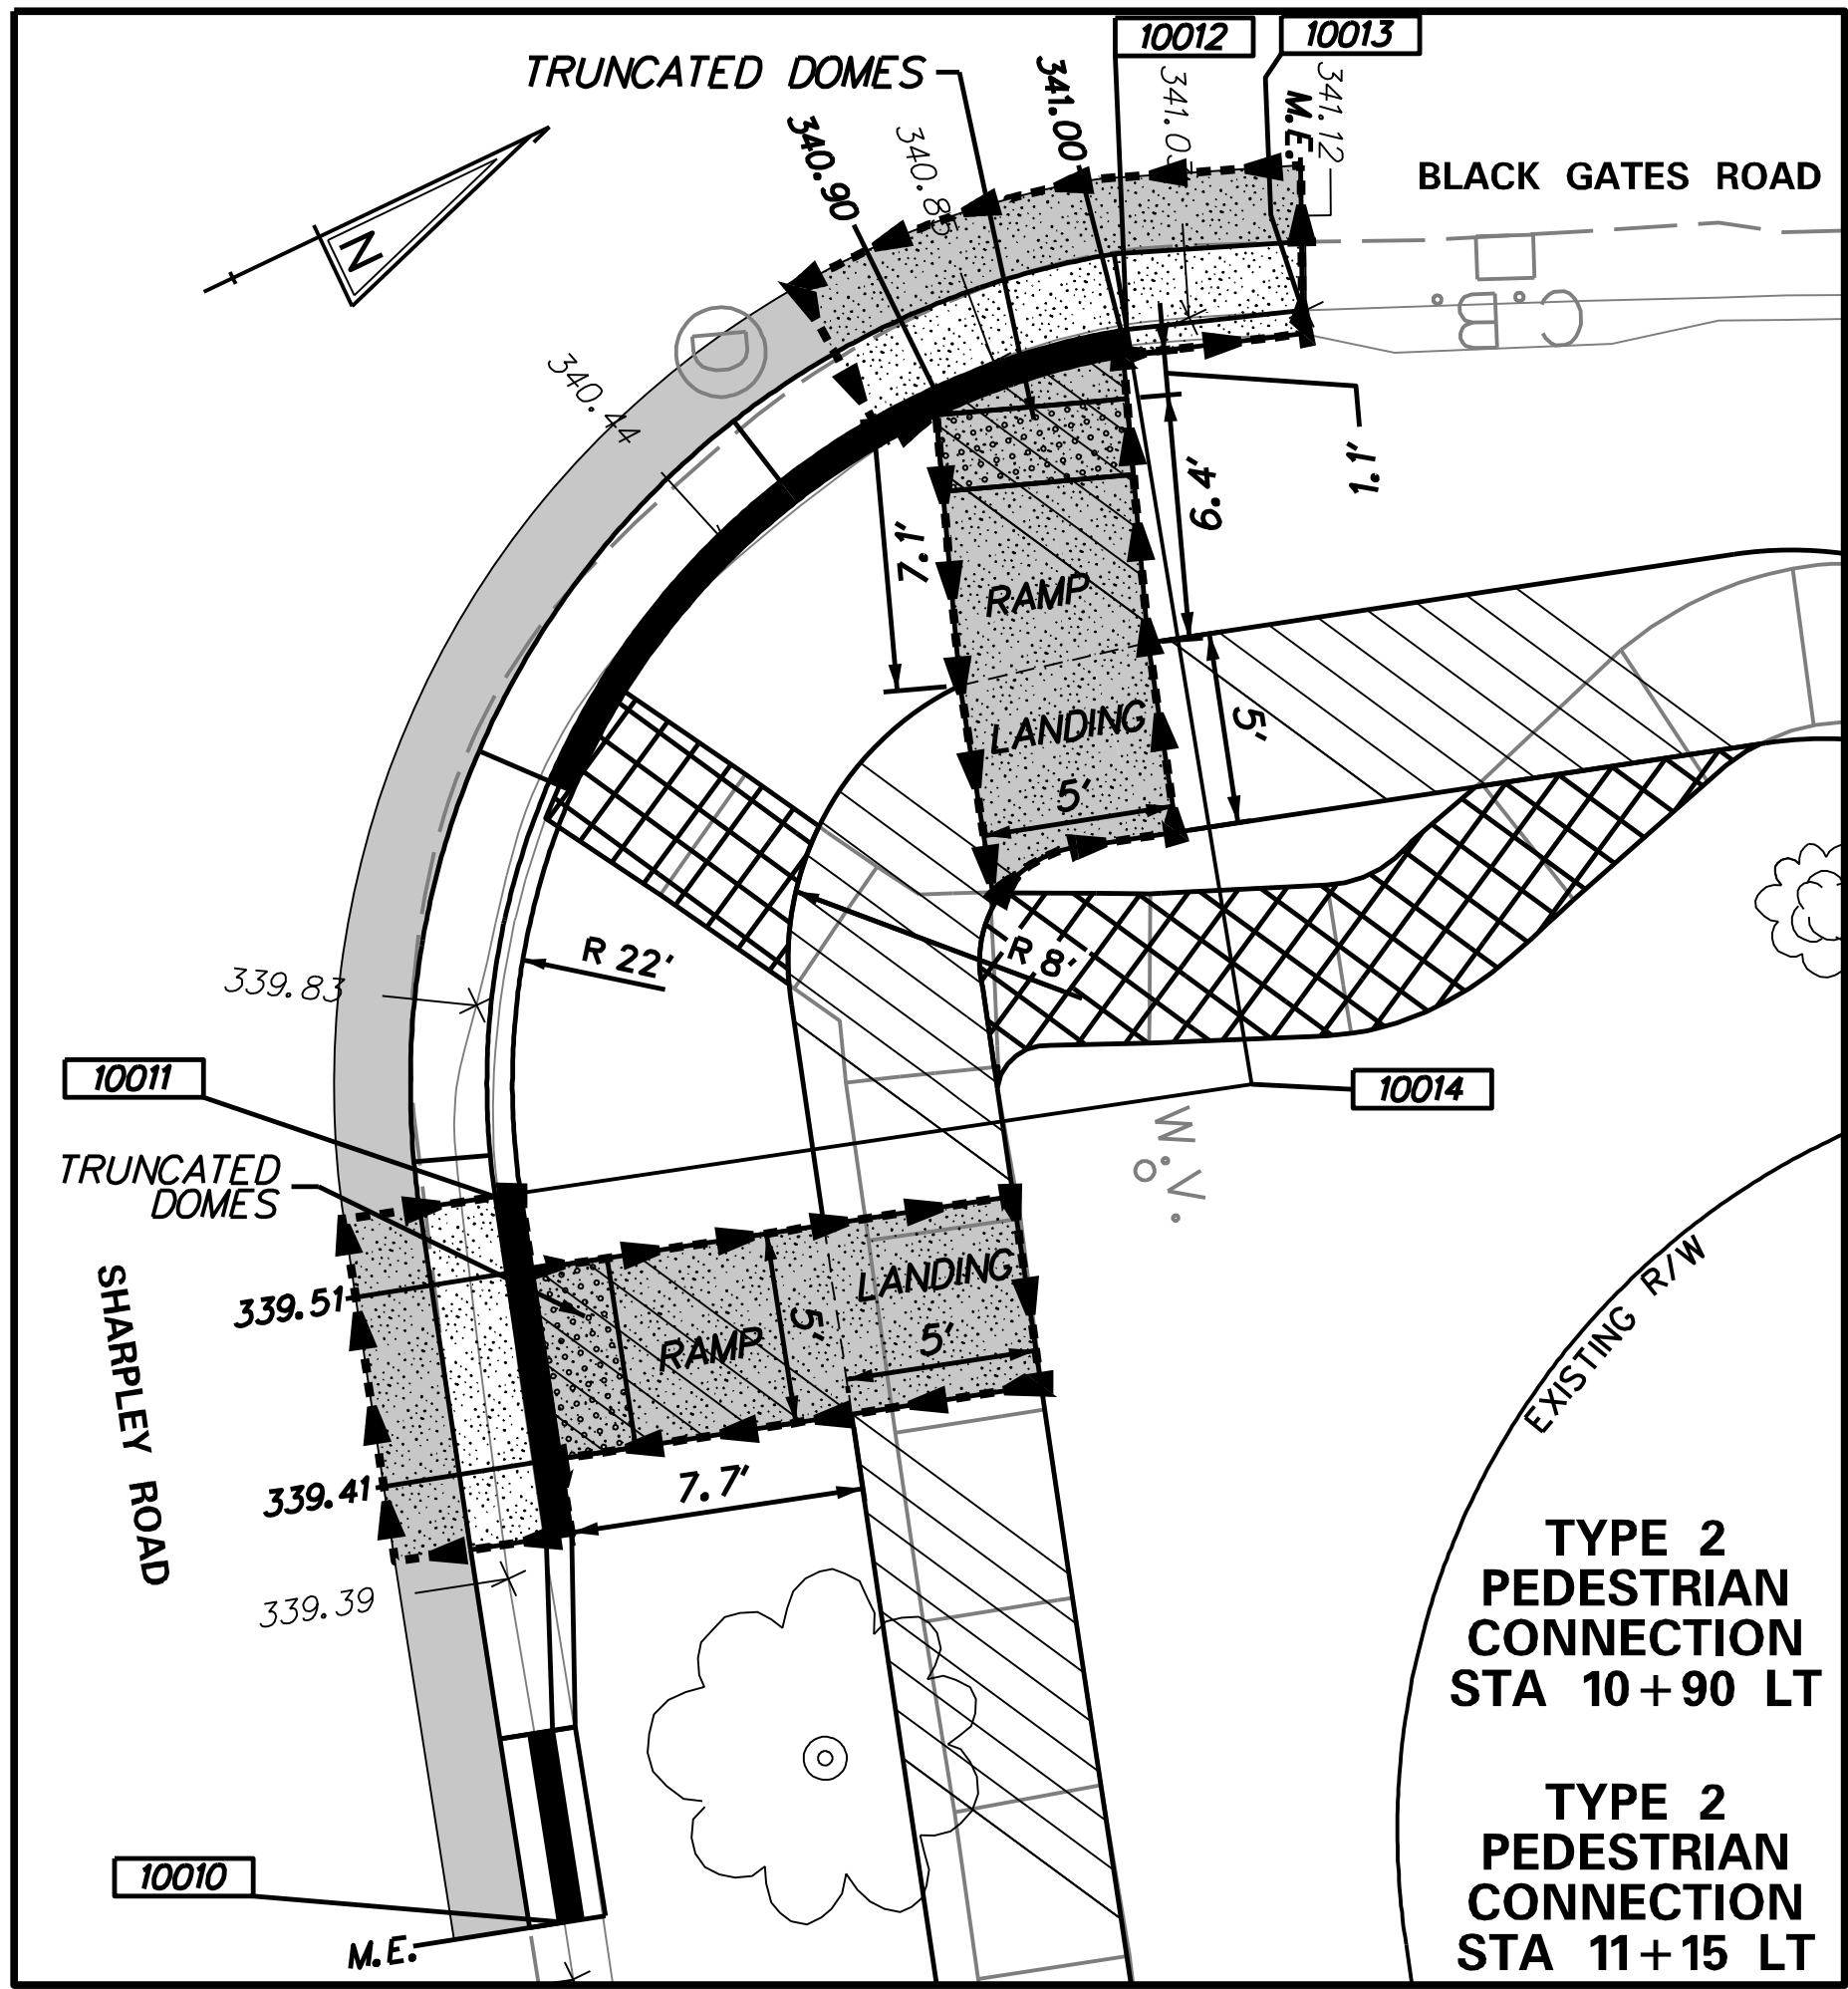 10012
10013
TRUNCATED DOMES
340.90
340.85
341.00
341.12
M.E.
BLACK GATES ROAD
N
D
C.B.
340.44
1.1'
6.4'
7.1'
RAMP
LANDING
5'
5'
R 22'
R 8'
339.83
10011
10014
W.V.
TRUNCATED
DOMES
SHARPLEY ROAD
339.51
339.41
339.39
RAMP
5'
LANDING
5'
7.7'
EXISTING R/W
10010
M.E.
TYPE 2
PEDESTRIAN
CONNECTION
STA 10+90 LT
TYPE 2
PEDESTRIAN
CONNECTION
STA 11+15 LT